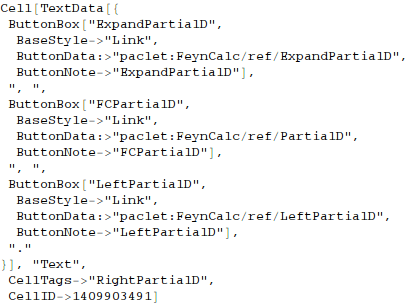 Cell[TextData[{
 ButtonBox["ExpandPartialD",
  BaseStyle->"Link",
  ButtonData:>"paclet:FeynCalc/ref/ExpandPartialD",
  ButtonNote->"ExpandPartialD"],
 ", ",
 ButtonBox["FCPartialD",
  BaseStyle->"Link",
  ButtonData:>"paclet:FeynCalc/ref/PartialD",
  ButtonNote->"FCPartialD"],
 ", ",
 ButtonBox["LeftPartialD",
  BaseStyle->"Link",
  ButtonData:>"paclet:FeynCalc/ref/LeftPartialD",
  ButtonNote->"LeftPartialD"],
 "."
}], "Text",
 CellTags->"RightPartialD",
 CellID->1409903491]